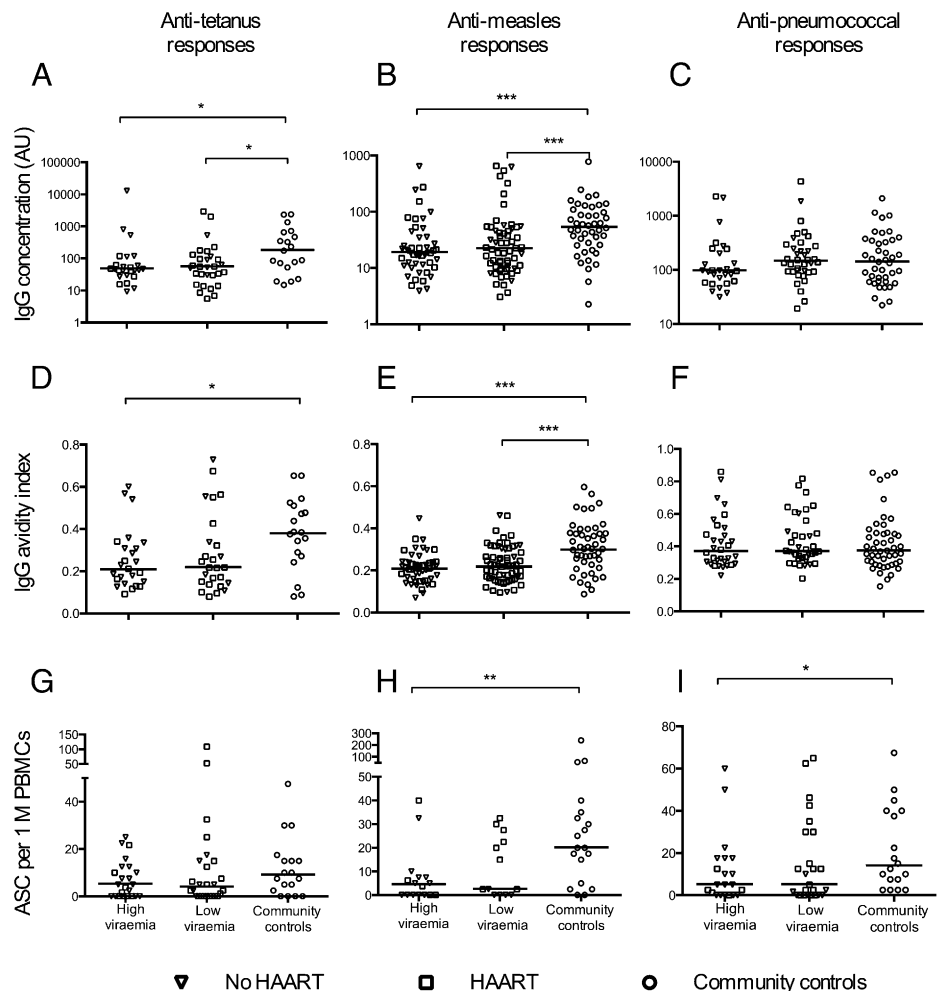 Anti-tetanus
responses
Anti-measles
responses
Anti-pneumococcal
responses
A
B
C
*
*
***
***
IgG concentration (AU)
100000
10000
1000
100
10
1
1000
100
10
1
10000
1000
100
10
D
E
F
*
***
***
IgG avidity index
0.8
0.6
0.4
0.2
0.0
0.8
0.6
0.4
0.2
0.0
1.0
0.8
0.6
0.4
0.2
0.0
G
H
I
**
*
ASC per 1 M PBMCs
150
100
50
40
20
0
300
200
100
50
40
30
20
10
0
80
60
40
20
0
High
viraemia
Low
viraemia
Community
controls
High
viraemia
Low
viraemia
Community
controls
High
viraemia
Low
viraemia
Community
controls
No HAART
HAART
Community controls